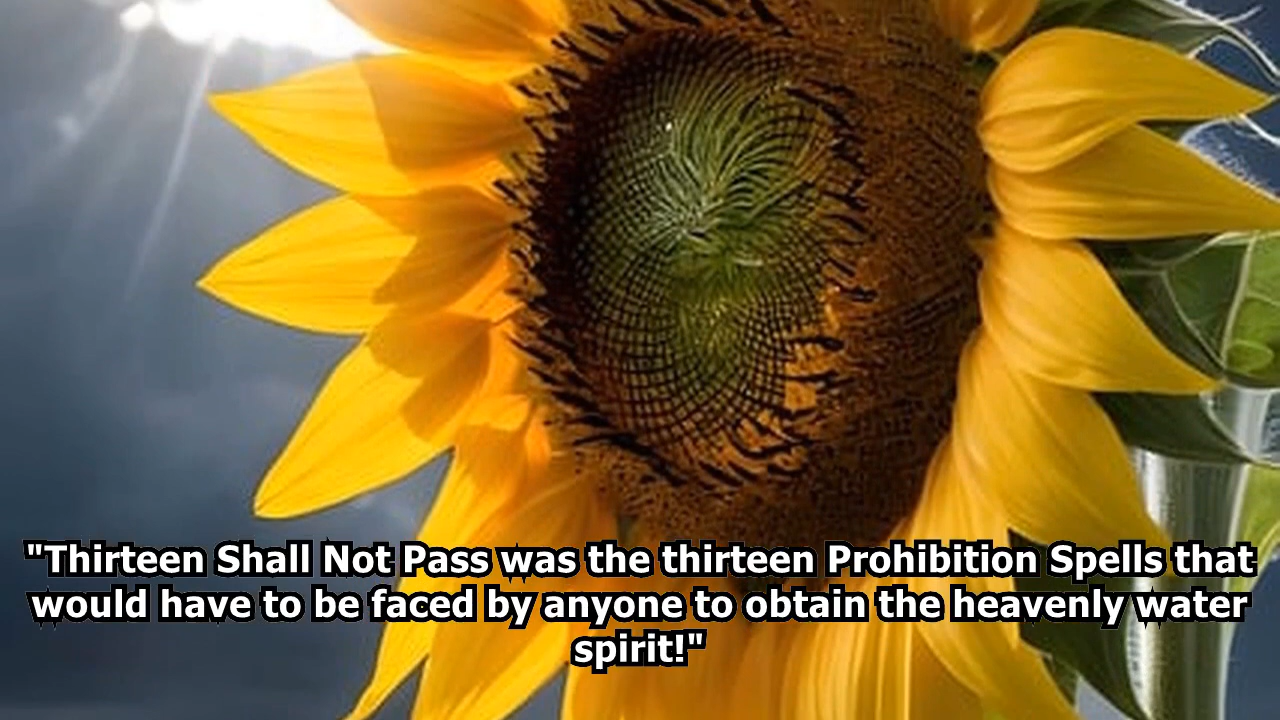 "Thirteen Shall Not Pass was the thirteen Prohibition Spells that
would have to be faced by anyone to obtain the heavenly water
spirit!"